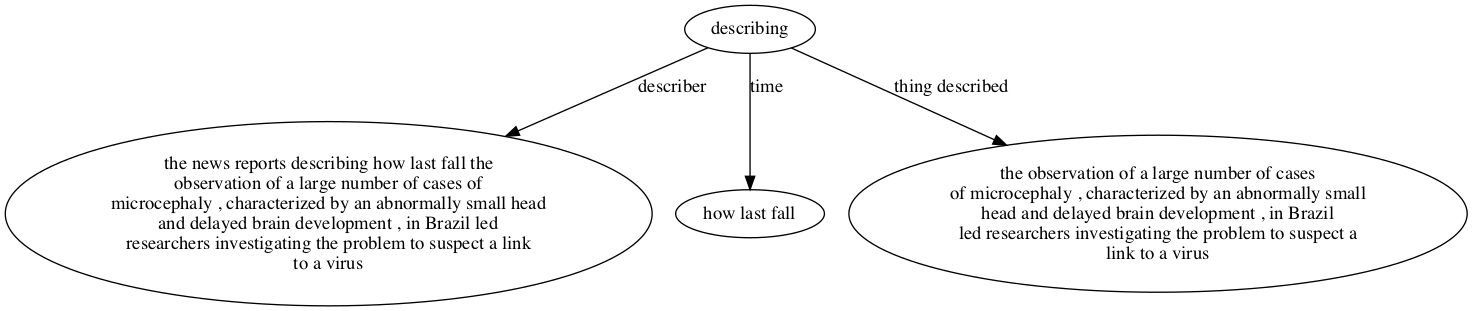 describing
describer
time
thing described
the news reports describing how last fall the
observation of a large number of cases of
microcephaly , characterized by an abnormally small head
and delayed brain development , in Brazil led
researchers investigating the problem to suspect a link
to a virus
how last fall
the observation of a large number of cases
of microcephaly , characterized by an abnormally small
head and delayed brain development , in Brazil
led researchers investigating the problem to suspect a
link to a virus